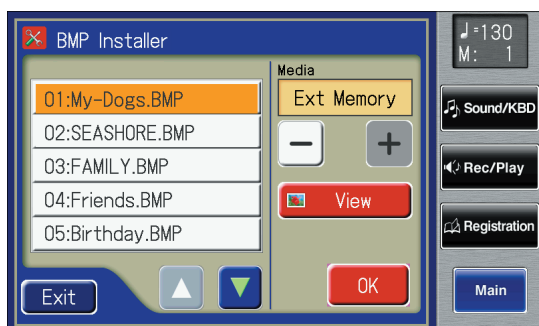 BMP Installer
♩=130
M: 1
Media
Ext Memory
01:My-Dogs.BMP
02:SEASHORE.BMP
03:FAMILY.BMP
04:Friends.BMP
05:Birthday.BMP
− +
View
Exit
OK
Sound/KBD
Rec/Play
Registration
Main